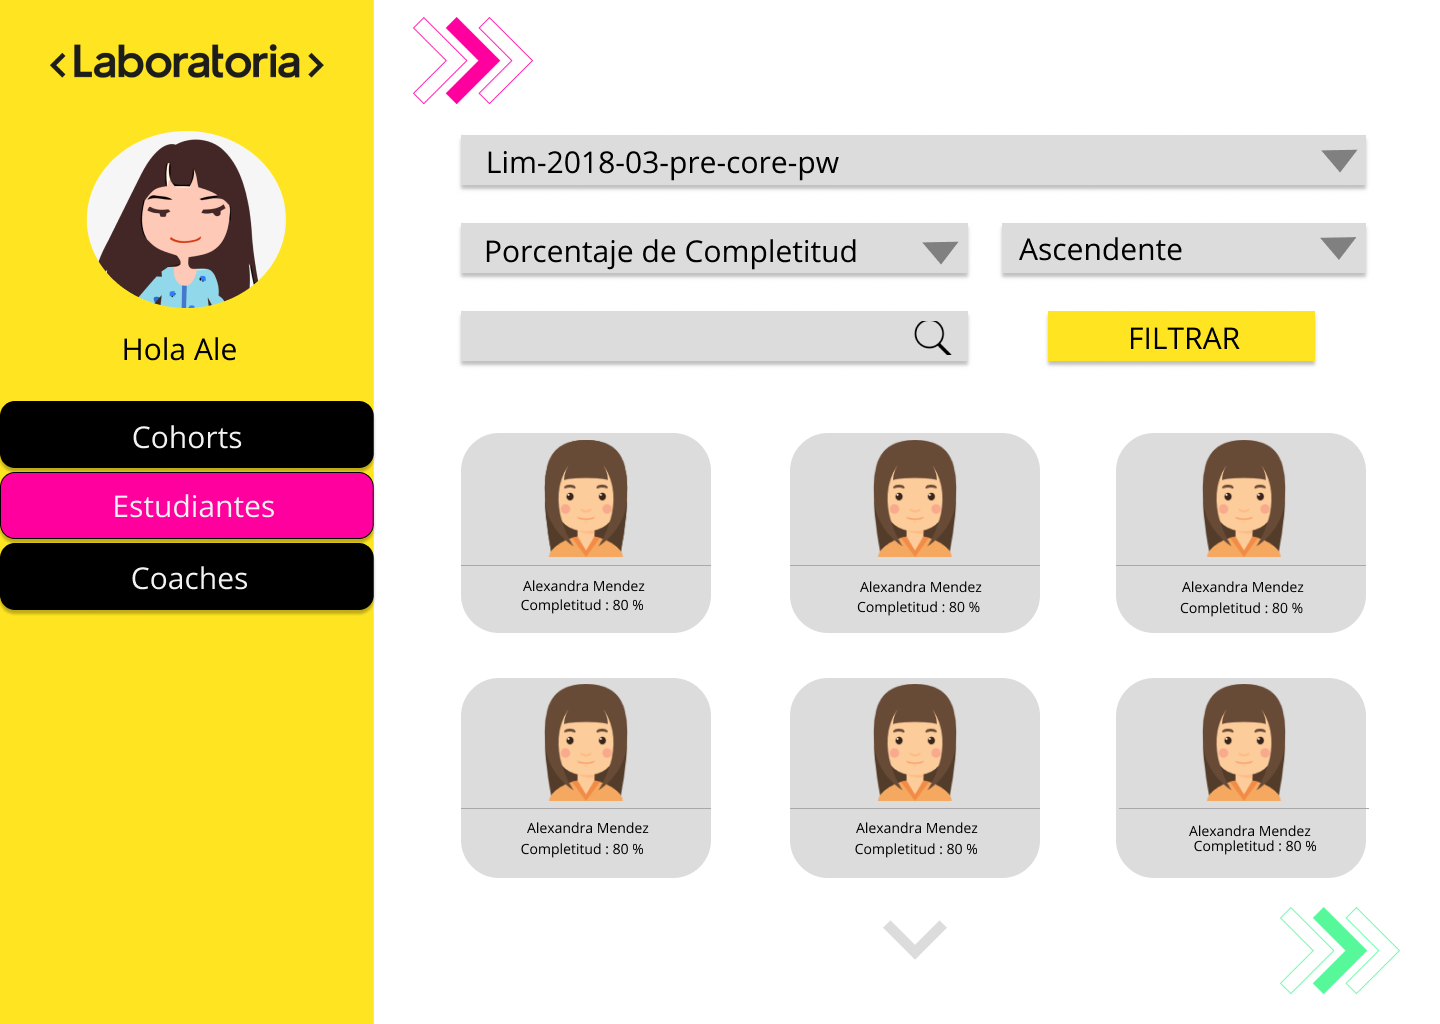 <Laboratoria>
Hola Ale
Cohorts
Estudiantes
Coaches
Lim-2018-03-pre-core-pw
Porcentaje de Completitud
Ascendente
FILTRAR
Alexandra Mendez
Completitud : 80 %
Alexandra Mendez
Completitud : 80 %
Alexandra Mendez
Completitud : 80 %
Alexandra Mendez
Completitud : 80 %
Alexandra Mendez
Completitud : 80 %
Alexandra Mendez
Completitud : 80 %